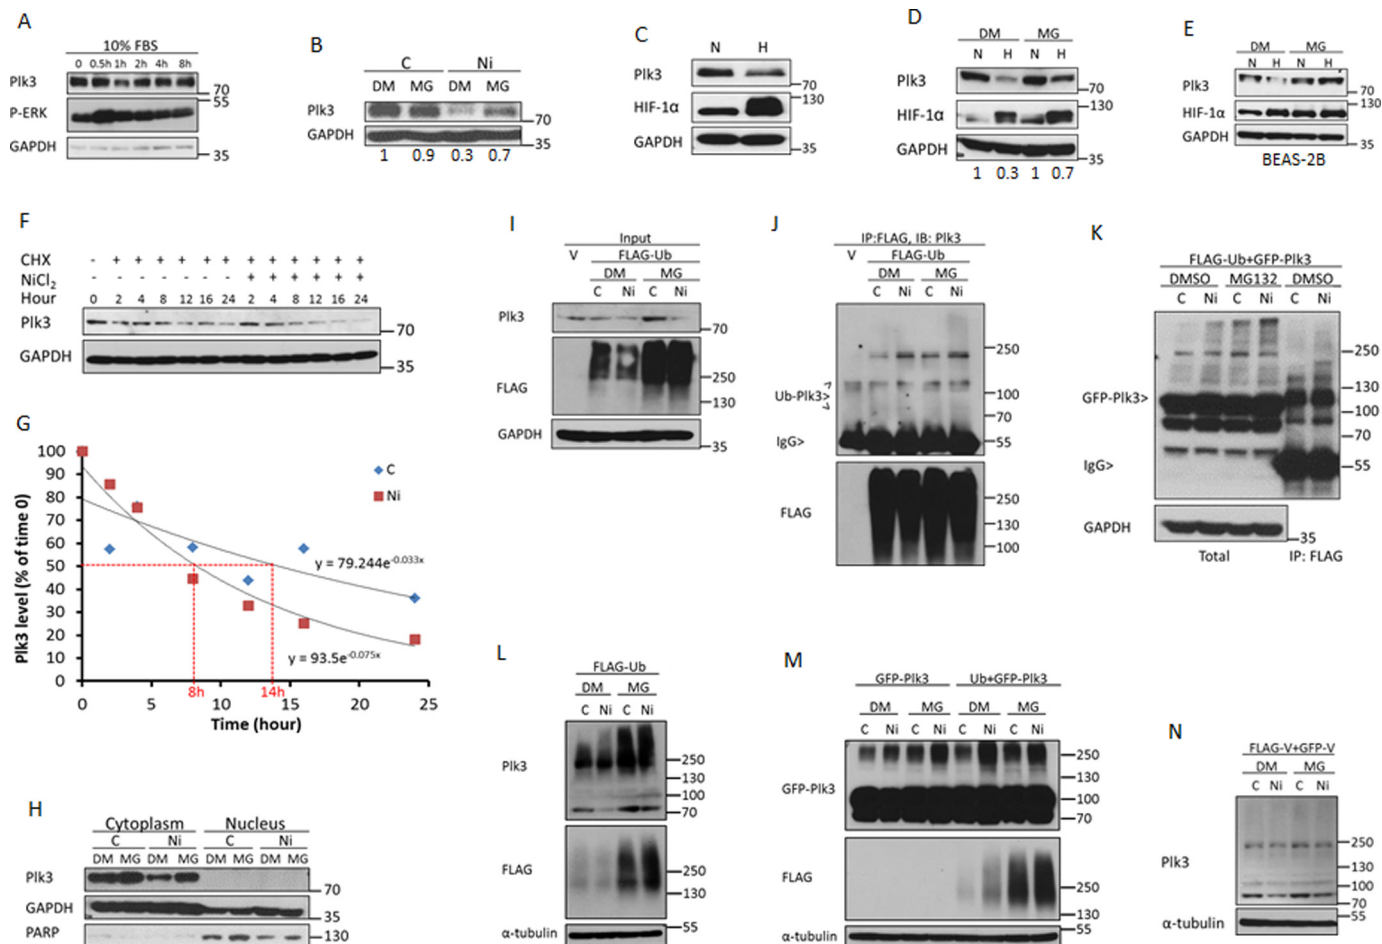 A
10% FBS
0 0.5h 1h 2h 4h 8h
Plk3
70
55
P-ERK
GAPDH
35
B
C Ni
DM MG DM MG
Plk3
70
GAPDH
35
1 0.9 0.3 0.7
C
N H
Plk3
70
HIF-1α
130
GAPDH
35
D
DM MG
N H N H
Plk3
70
HIF-1α
130
GAPDH
35
1 0.3 1 0.7
E
DM MG
N H N H
Plk3
70
HIF-1α
130
GAPDH
35
BEAS-2B
F
CHX - + + + + + + + + + + + +
NiCl2 - - - - - - - + + + + + +
Hour 0 2 4 8 12 16 24 2 4 8 12 16 24
Plk3
70
GAPDH
35
G
Plk3 level (% of time 0)
100
90
80
70
60
50
40
30
20
10
0
C
Ni
y = 79.244e-0.033x
y = 93.5e-0.075x
8h 14h
0 5 10 15 20 25
Time (hour)
H
Cytoplasm Nucleus
C Ni C Ni
DM MG DM MG DM MG DM MG
Plk3
70
GAPDH
35
PARP
130
I
Input
V FLAG-Ub
DM MG
C Ni C Ni
Plk3
70
FLAG
250
130
GAPDH
35
J
IP:FLAG, IB: Plk3
V FLAG-Ub
DM MG
C Ni C Ni
250
Ub-Plk3>
100
70
IgG>
55
FLAG
250
130
100
K
FLAG-Ub+GFP-Plk3
DMSO MG132 DMSO
C Ni C Ni C Ni
250
130
GFP-Plk3>
100
70
IgG>
55
GAPDH
35
Total IP: FLAG
L
FLAG-Ub
DM MG
C Ni C Ni
Plk3
250
130
100
70
FLAG
250
130
α-tubulin
55
M
GFP-Plk3 Ub+GFP-Plk3
DM MG DM MG
C Ni C Ni C Ni C Ni
250
130
GFP-Plk3
100
70
FLAG
250
130
α-tubulin
55
N
FLAG-V+GFP-V
DM MG
C Ni C Ni
250
Plk3
130
100
70
α-tubulin
55